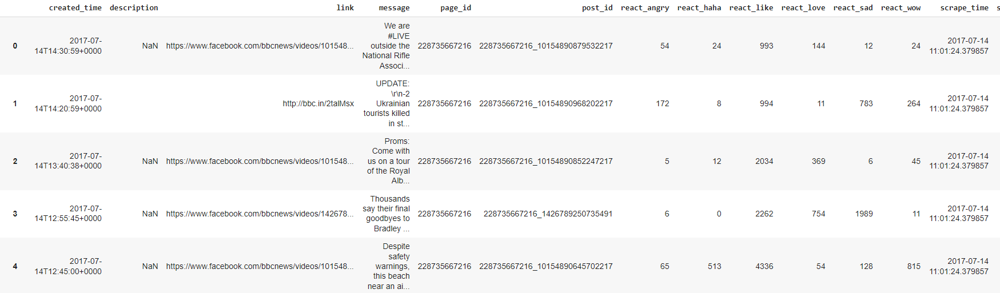 created_time description link message page_id post_id react_angry react_haha react_like react_love react_sad react_wow scrape_time s
0 2017-07-14T14:30:59+0000 NaN https://www.facebook.com/bbcnews/videos/101548... We are #LIVE outside the National Rifle Associ... 228735667216 228735667216_10154890879532217 54 24 993 144 12 24 2017-07-14 11:01:24.379857
1 2017-07-14T14:20:59+0000 http://bbc.in/2talMsx UPDATE: \r\n-2 Ukrainian tourists killed in st... 228735667216 228735667216_10154890968202217 172 8 994 11 783 264 2017-07-14 11:01:24.379857
2 2017-07-14T13:40:38+0000 NaN https://www.facebook.com/bbcnews/videos/101548... Proms: Come with us on a tour of the Royal Alb... 228735667216 228735667216_10154890852247217 5 12 2034 369 6 45 2017-07-14 11:01:24.379857
3 2017-07-14T12:55:45+0000 NaN https://www.facebook.com/bbcnews/videos/142678... Thousands say their final goodbyes to Bradley ... 228735667216 228735667216_1426789250735491 6 0 2262 754 1989 11 2017-07-14 11:01:24.379857
4 2017-07-14T12:45:00+0000 NaN https://www.facebook.com/bbcnews/videos/101548... Despite safety warnings, this beach near an ai... 228735667216 228735667216_10154890645702217 65 513 4336 54 128 815 2017-07-14 11:01:24.379857